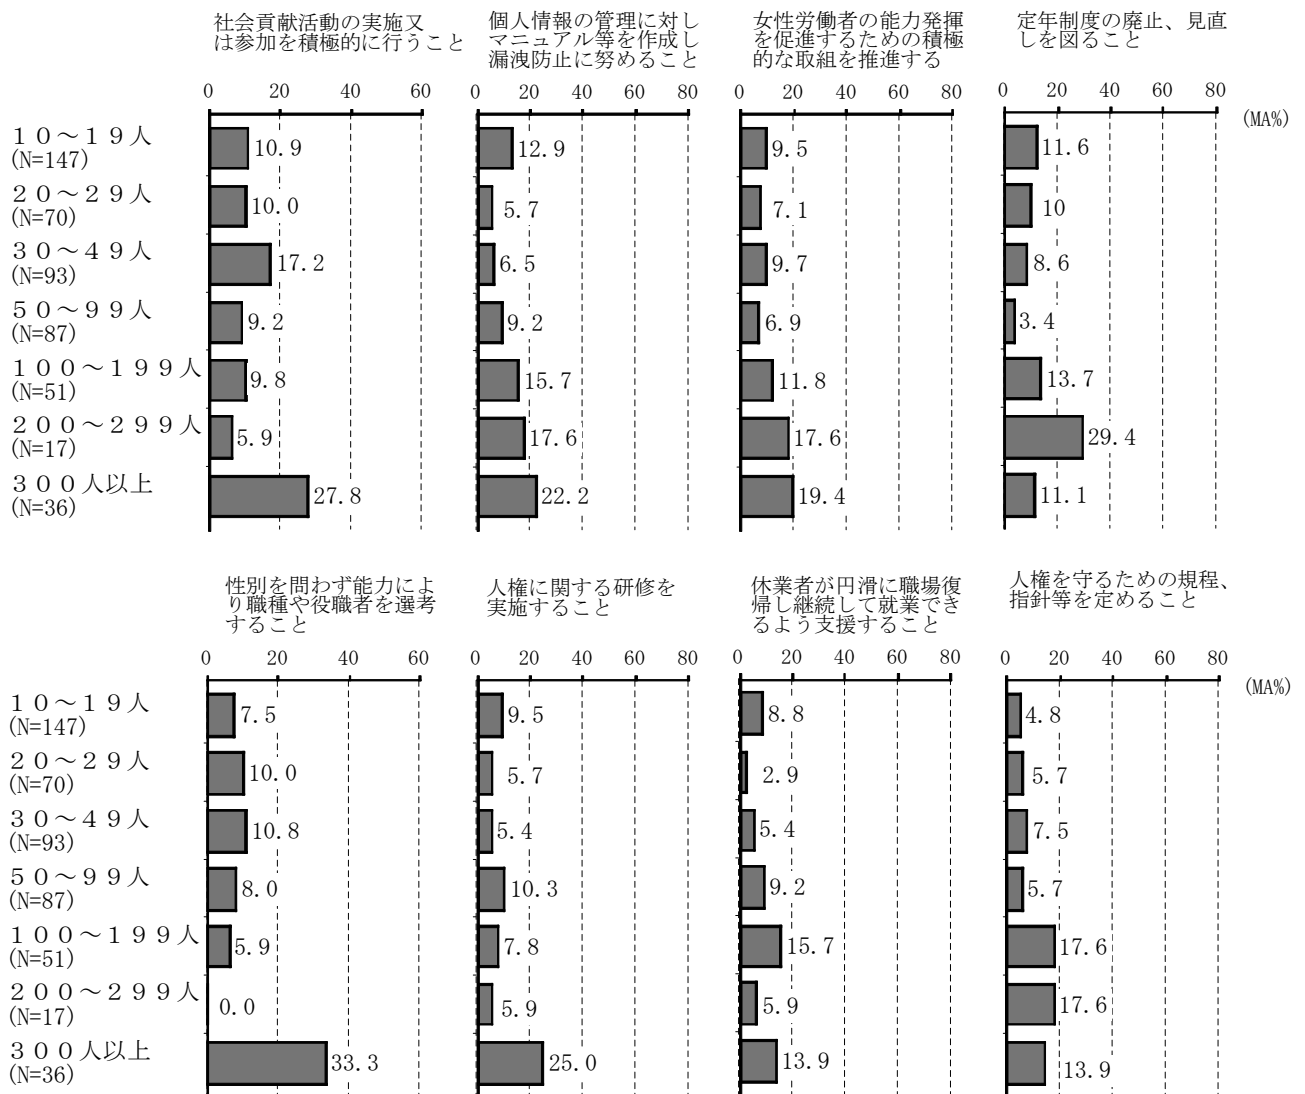 社会貢献活動の実施又
は参加を積極的に行うこと
個人情報の管理に対し
マニュアル等を作成し
漏洩防止に努めること
女性労働者の能力発揮
を促進するための積極
的な取組を推進する
定年制度の廃止、見直
しを図ること
0 20 40 60 0 20 40 60 80 0 20 40 60 80 0 20 40 60 80
(MA%)
１０～１９人
(N=147)
10.9 12.9 9.5 11.6
２０～２９人
(N=70)
10.0 5.7 7.1 10
３０～４９人
(N=93)
17.2 6.5 9.7 8.6
５０～９９人
(N=87)
9.2 9.2 6.9 3.4
１００～１９９人
(N=51)
9.8 15.7 11.8 13.7
２００～２９９人
(N=17)
5.9 17.6 17.6 29.4
３００人以上
(N=36)
27.8 22.2 19.4 11.1
性別を問わず能力によ
り職種や役職者を選考
すること
人権に関する研修を
実施すること
休業者が円滑に職場復
帰し継続して就業でき
るよう支援すること
人権を守るための規程、
指針等を定めること
0 20 40 60 0 20 40 60 80 0 20 40 60 80 0 20 40 60 80
(MA%)
１０～１９人
(N=147)
7.5 9.5 8.8 4.8
２０～２９人
(N=70)
10.0 5.7 2.9 5.7
３０～４９人
(N=93)
10.8 5.4 5.4 7.5
５０～９９人
(N=87)
8.0 10.3 9.2 5.7
１００～１９９人
(N=51)
5.9 7.8 15.7 17.6
２００～２９９人
(N=17)
0.0 5.9 5.9 17.6
３００人以上
(N=36)
33.3 25.0 13.9 13.9